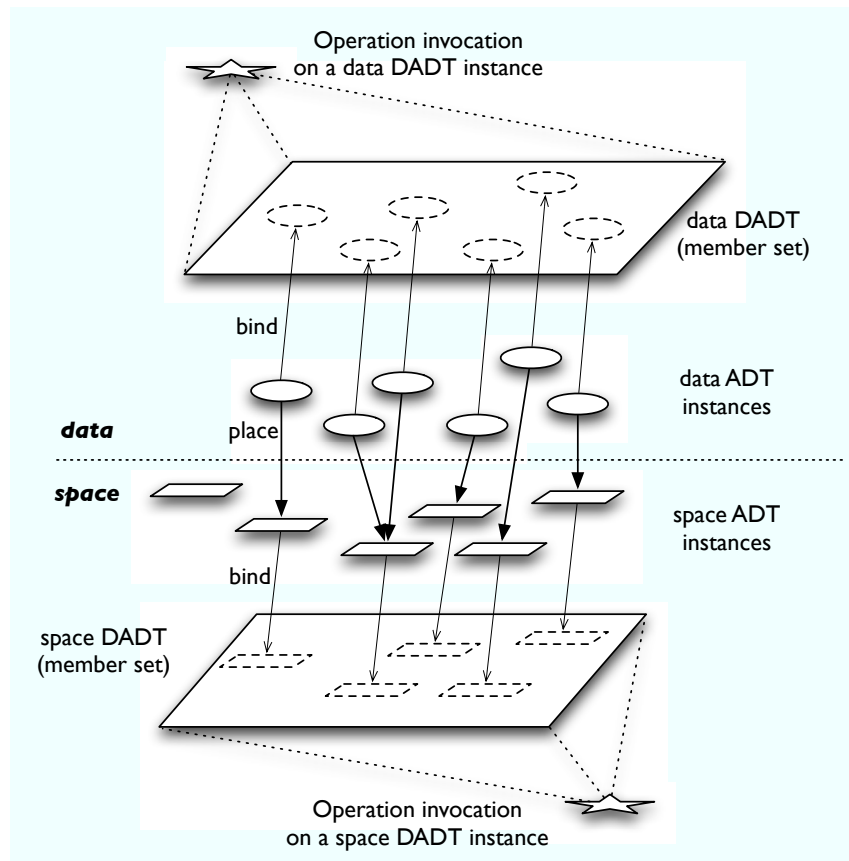 Operation invocation
on a data DADT instance
data DADT
(member set)
bind
data ADT
instances
data
place
space
space ADT
instances
bind
space DADT
(member set)
Operation invocation
on a space DADT instance